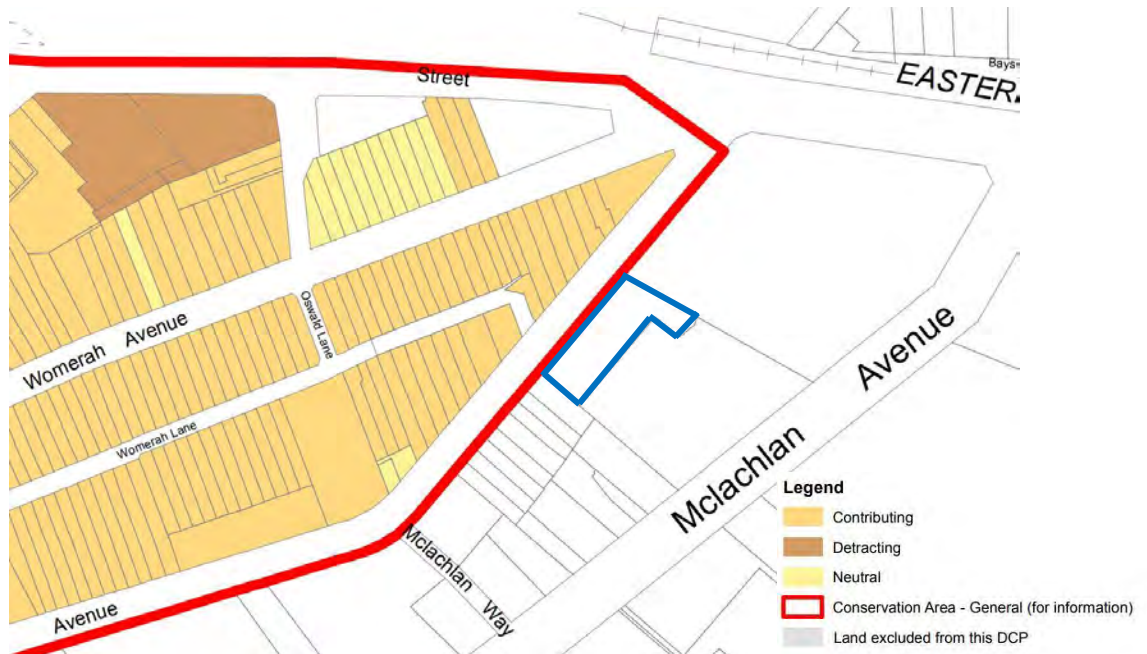 Street
Bays
EASTER
Oswald Lane
Womerah Avenue
Womerah Lane
Avenue
Mclachlan
Avenue
Mclachlan
Way
Legend
Contributing
Detracting
Neutral
Conservation Area - General (for information)
Land excluded from this DCP